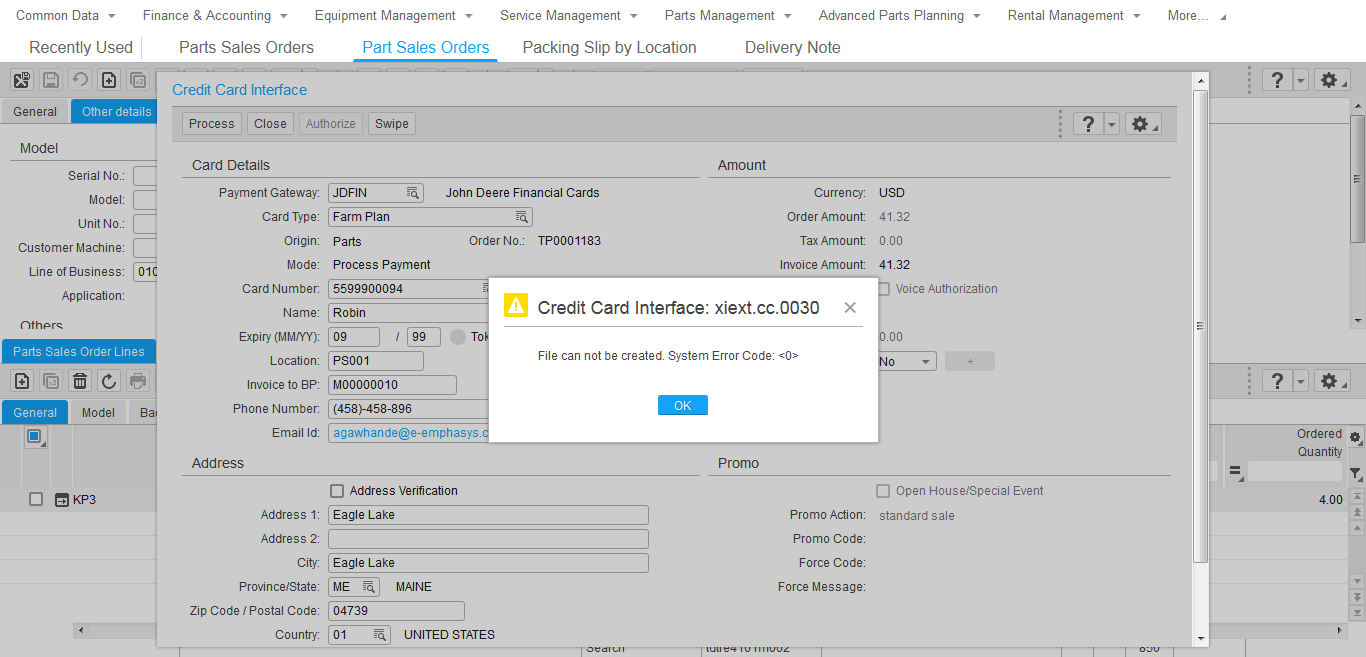 Common Data Finance & Accounting Equipment Management Service Management Parts Management Advanced Parts Planning Rental Management More...
Recently Used Parts Sales Orders Part Sales Orders Packing Slip by Location Delivery Note
General Other details
Credit Card Interface
Process Close Authorize Swipe
Model
Serial No.:
Model:
Unit No.:
Customer Machine:
Line of Business: 010
Application:
Others
Card Details
Payment Gateway: JDFIN John Deere Financial Cards
Card Type: Farm Plan
Origin: Parts Order No.: TP0001183
Mode: Process Payment
Card Number: 5599900094
Name: Robin
Expiry (MM/YY): 09 / 99 Tok
Location: PS001
Invoice to BP: M00000010
Phone Number: (458)-458-896
Email Id: agawhande@e-emphasys.c
Amount
Currency: USD
Order Amount: 41.32
Tax Amount: 0.00
Invoice Amount: 41.32
Voice Authorization
0.00
No +
Credit Card Interface: xiext.cc.0030
File can not be created. System Error Code: <0>
OK
Address
Address Verification
Address 1: Eagle Lake
Address 2:
City: Eagle Lake
Province/State: ME MAINE
Zip Code / Postal Code: 04739
Country: 01 UNITED STATES
Promo
Open House/Special Event
Promo Action: standard sale
Promo Code:
Force Code:
Force Message:
Parts Sales Order Lines
General Model Ba
Ordered
Quantity
KP3 4.00
Search 850